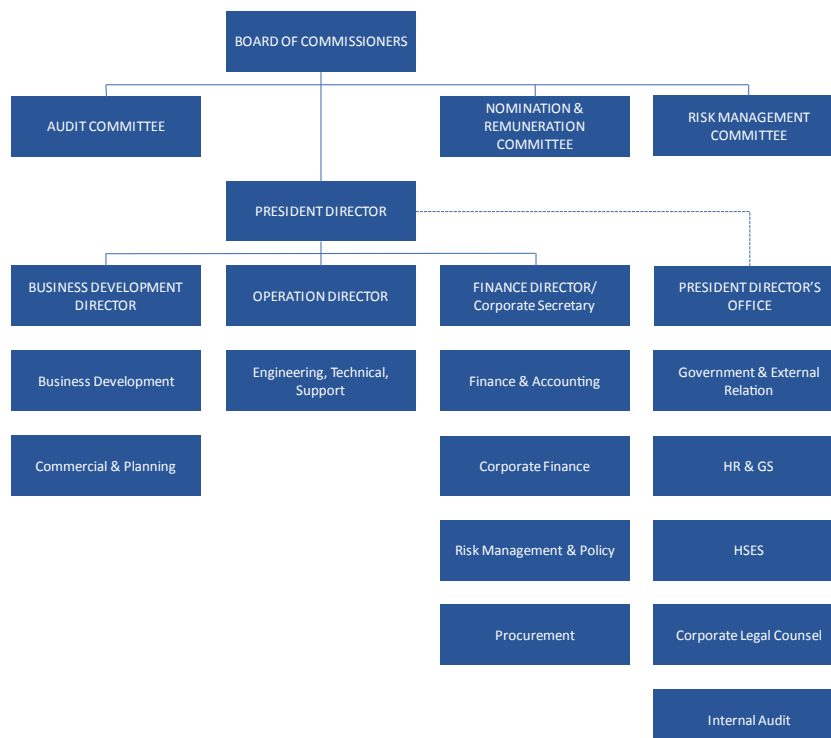 BOARD OF COMMISSIONERS
AUDIT COMMITTEE
NOMINATION &
REMUNERATION
COMMITTEE
RISK MANAGEMENT
COMMITTEE
PRESIDENT DIRECTOR
BUSINESS DEVELOPMENT
DIRECTOR
OPERATION DIRECTOR
FINANCE DIRECTOR/
Corporate Secretary
PRESIDENT DIRECTOR’S
OFFICE
Business Development
Engineering, Technical,
Support
Finance & Accounting
Government & External
Relation
Commercial & Planning
Corporate Finance
HR & GS
Risk Management & Policy
HSES
Procurement
Corporate Legal Counsel
Internal Audit